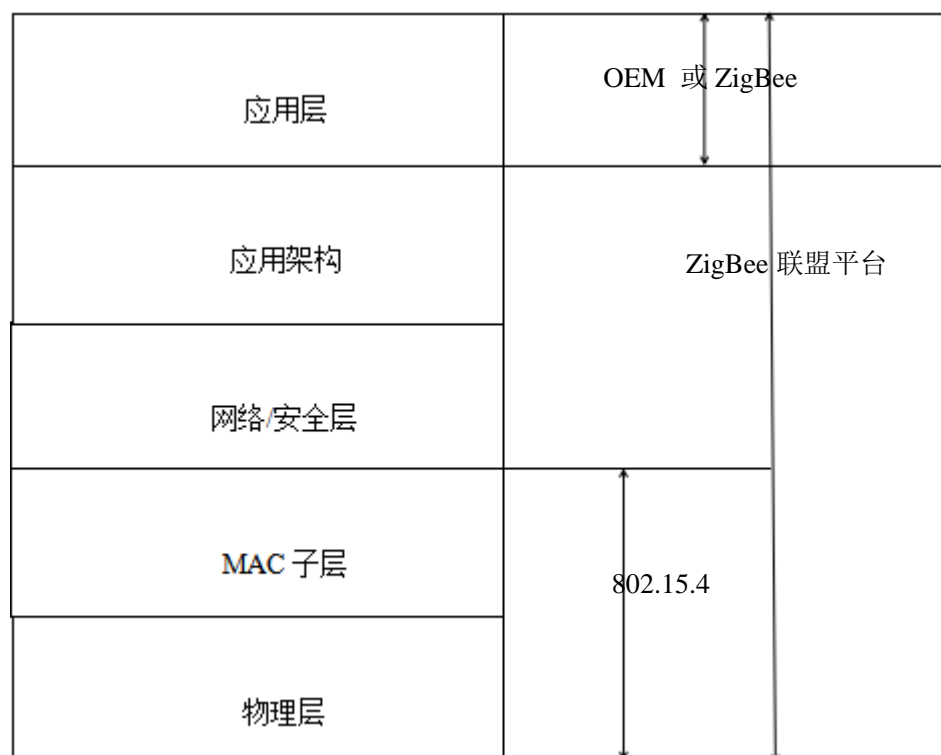 应用层
OEM 或 ZigBee
应用架构
ZigBee 联盟平台
网络/安全层
MAC 子层
802.15.4
物理层